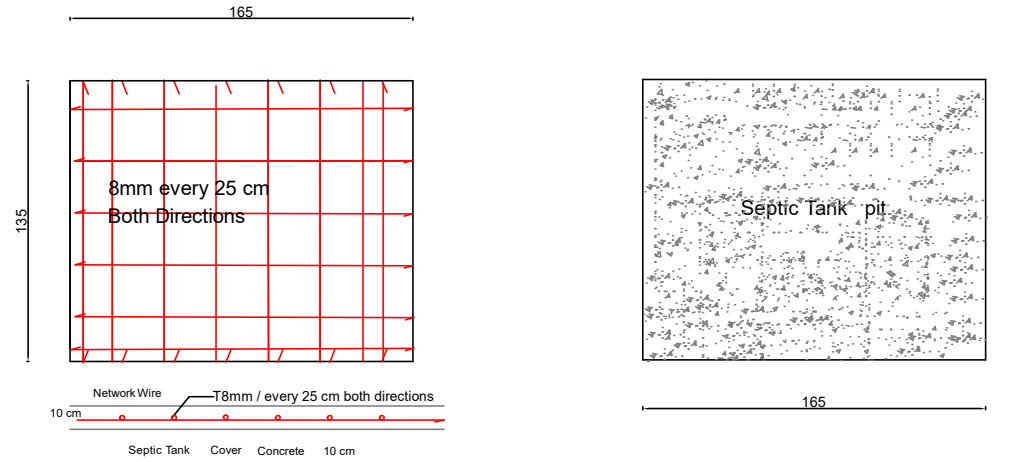 165
135
8mm every 25 cm
Both Directions
Septic Tank pit
Network Wire
T8mm / every 25 cm both directions
10 cm
165
Septic Tank Cover Concrete 10 cm